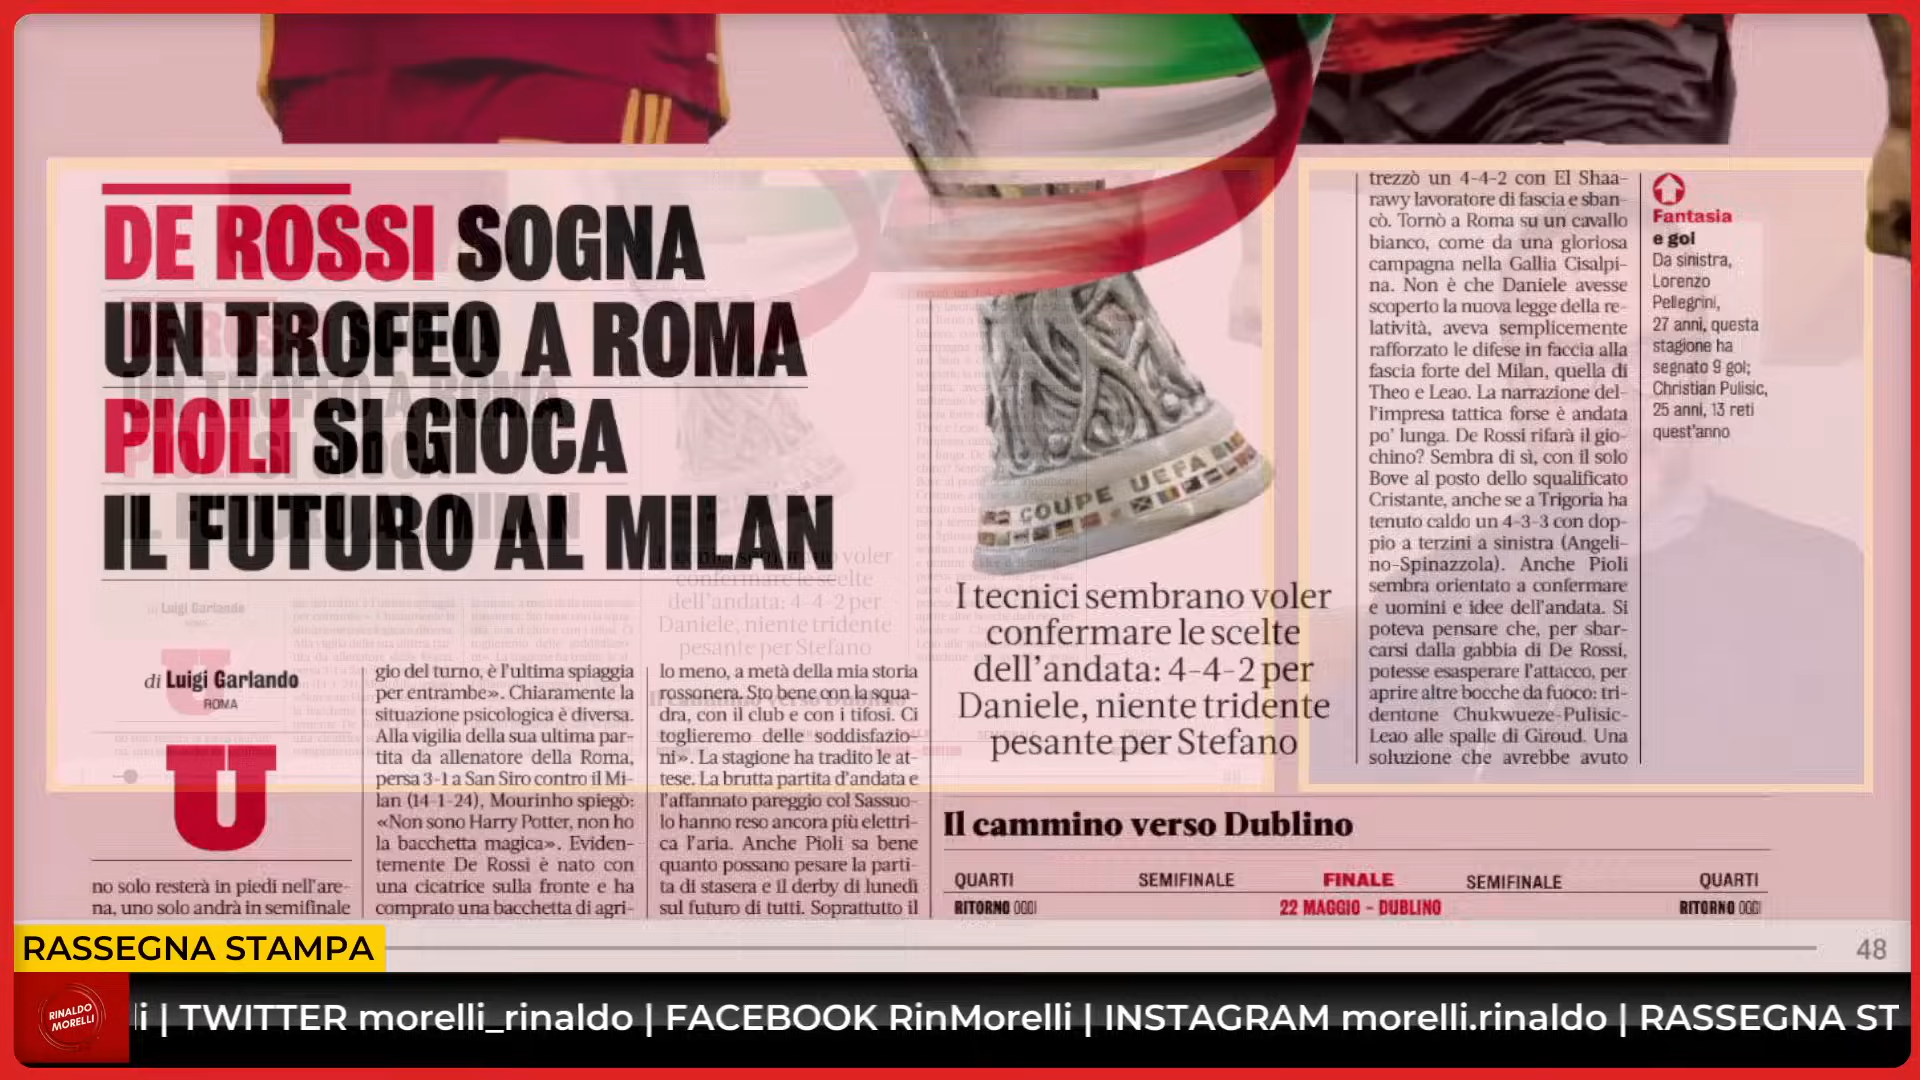 DE ROSSI SOGNA
UN TROFEO A ROMA
PIOLI SI GIOCA
IL FUTURO AL MILAN
di Luigi Garlando
ROMA
U
no solo resterà in piedi nell'are-
na, uno solo andrà in semifinale
gio del turno, è l'ultima spiaggia
per entrambe». Chiaramente la
situazione psicologica è diversa.
Alla vigilia della sua ultima par-
tita da allenatore della Roma,
persa 3-1 a San Siro contro il Mi-
lan (14-1-24), Mourinho spiegò:
«Non sono Harry Potter, non ho
la bacchetta magica». Eviden-
temente De Rossi è nato con
una cicatrice sulla fronte e ha
comprato una bacchetta di agri-
lo meno, a metà della mia storia
rossonera. Sto bene con la squa-
dra, con il club e con i tifosi. Ci
toglieremo delle soddisfazio-
ni». La stagione ha tradito le at-
tese. La brutta partita d'andata e
l'affannato pareggio col Sassuo-
lo hanno reso ancora più elettri-
ca l'aria. Anche Pioli sa bene
quanto possano pesare la parti-
ta di stasera e il derby di lunedì
sul futuro di tutti. Soprattutto il
COUPE UEFA
I tecnici sembrano voler
confermare le scelte
dell'andata: 4-4-2 per
Daniele, niente tridente
pesante per Stefano
trezzò un 4-4-2 con El Shaa-
rawy lavoratore di fascia e sban-
cò. Tornò a Roma su un cavallo
bianco, come da una gloriosa
campagna nella Gallia Cisalpi-
na. Non è che Daniele avesse
scoperto la nuova legge della re-
latività, aveva semplicemente
rafforzato le difese in faccia alla
fascia forte del Milan, quella di
Theo e Leao. La narrazione del-
l'impresa tattica forse è andata
po' lunga. De Rossi rifarà il gio-
chino? Sembra di sì, con il solo
Bove al posto dello squalificato
Cristante, anche se a Trigoria ha
tenuto caldo un 4-3-3 con dop-
pio a terzini a sinistra (Angeli-
no-Spinazzola). Anche Pioli
sembra orientato a confermare
e uomini e idee dell'andata. Si
poteva pensare che, per sbar-
carsi dalla gabbia di De Rossi,
potesse esasperare l'attacco, per
aprire altre bocche da fuoco: tri-
dentone Chukwueze-Pulisic-
Leao alle spalle di Giroud. Una
soluzione che avrebbe avuto
Fantasia
e gol
Da sinistra,
Lorenzo
Pellegrini,
27 anni, questa
stagione ha
segnato 9 gol;
Christian Pulisic,
25 anni, 13 reti
quest'anno
Il cammino verso Dublino
QUARTI SEMIFINALE FINALE SEMIFINALE QUARTI
RITORNO OGGI 22 MAGGIO - DUBLINO RITORNO OGGI
48
RASSEGNA STAMPA
RINALDO
MORELLI
li | TWITTER morelli_rinaldo | FACEBOOK RinMorelli | INSTAGRAM morelli.rinaldo | RASSEGNA ST